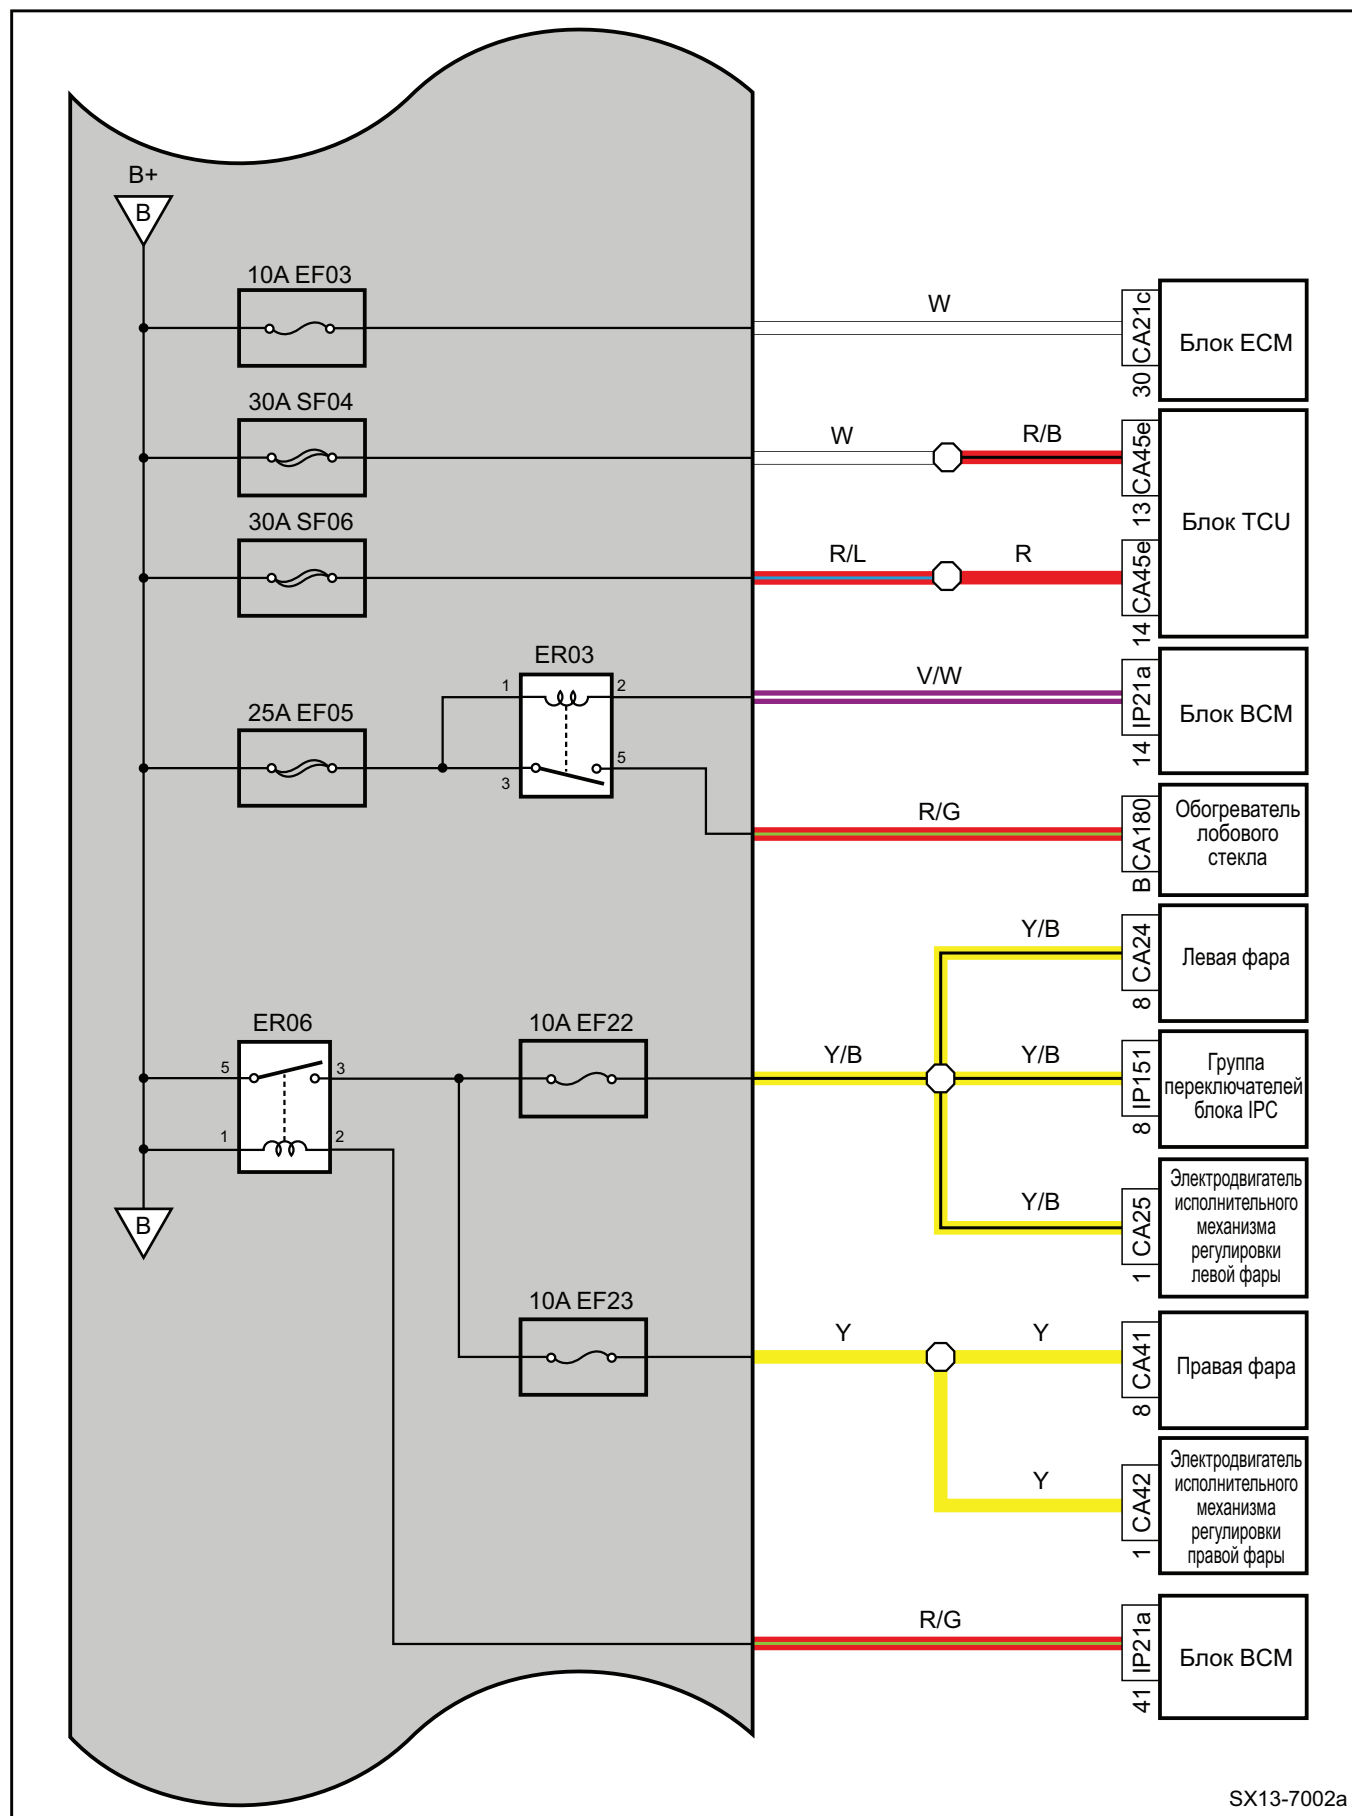 B+
B
10A EF03
W
CA21c
30
Блок ECM
30A SF04
W
R/B
CA45e
13
Блок TCU
30A SF06
R/L
R
CA45e
14
ER03
1
2
V/W
IP21a
14
Блок BCM
25A EF05
3
5
R/G
CA180
B
Обогреватель
лобового
стекла
Y/B
CA24
8
Левая фара
ER06
5
3
1
2
10A EF22
Y/B
Y/B
IP151
8
Группа
переключателей
блока IPC
B
Y/B
CA25
1
Электродвигатель
исполнительного
механизма
регулировки
левой фары
10A EF23
Y
Y
CA41
8
Правая фара
Y
CA42
1
Электродвигатель
исполнительного
механизма
регулировки
правой фары
R/G
IP21a
41
Блок BCM
SX13-7002a